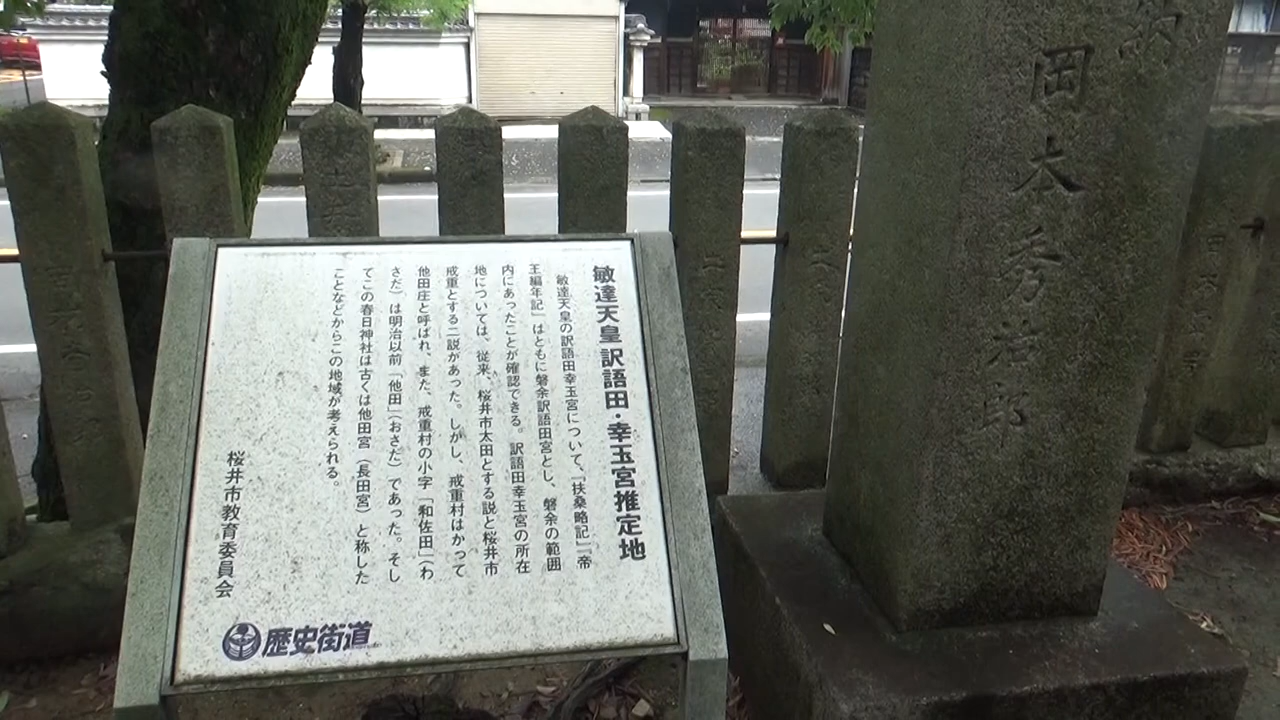 敏達天皇 訳語田・幸玉宮推定地
敏達天皇の訳語田幸玉宮について、『扶桑略記』『帝
王編年記』はともに磐余訳語田宮とし、磐余の範囲
内にあったことが確認できる。訳語田幸玉宮の所在
地については、従来、桜井市太田とする説と桜井市
戒重とする二説があった。しかし、戒重村はかって
他田庄と呼ばれ、また、戒重村の小字「和佐田」(わ
さだ)は明治以前「他田」(おさだ)であった。そし
てこの春日神社は古くは他田宮(長田宮)と称した
ことなどからこの地域が考えられる。
桜井市教育委員会
歴史街道
岡本秀治郎